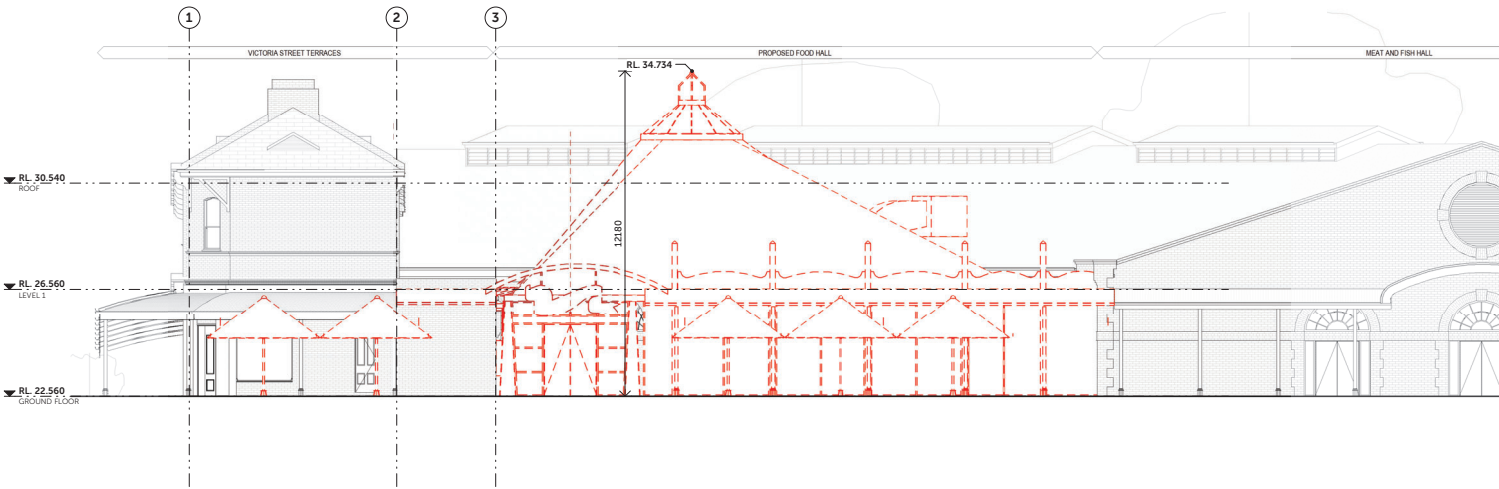 1
2
3
VICTORIA STREET TERRACES
PROPOSED FOOD HALL
MEAT AND FISH HALL
RL. 34.734
RL. 30.540
ROOF
12180
RL. 26.560
LEVEL 1
RL. 22.560
GROUND FLOOR